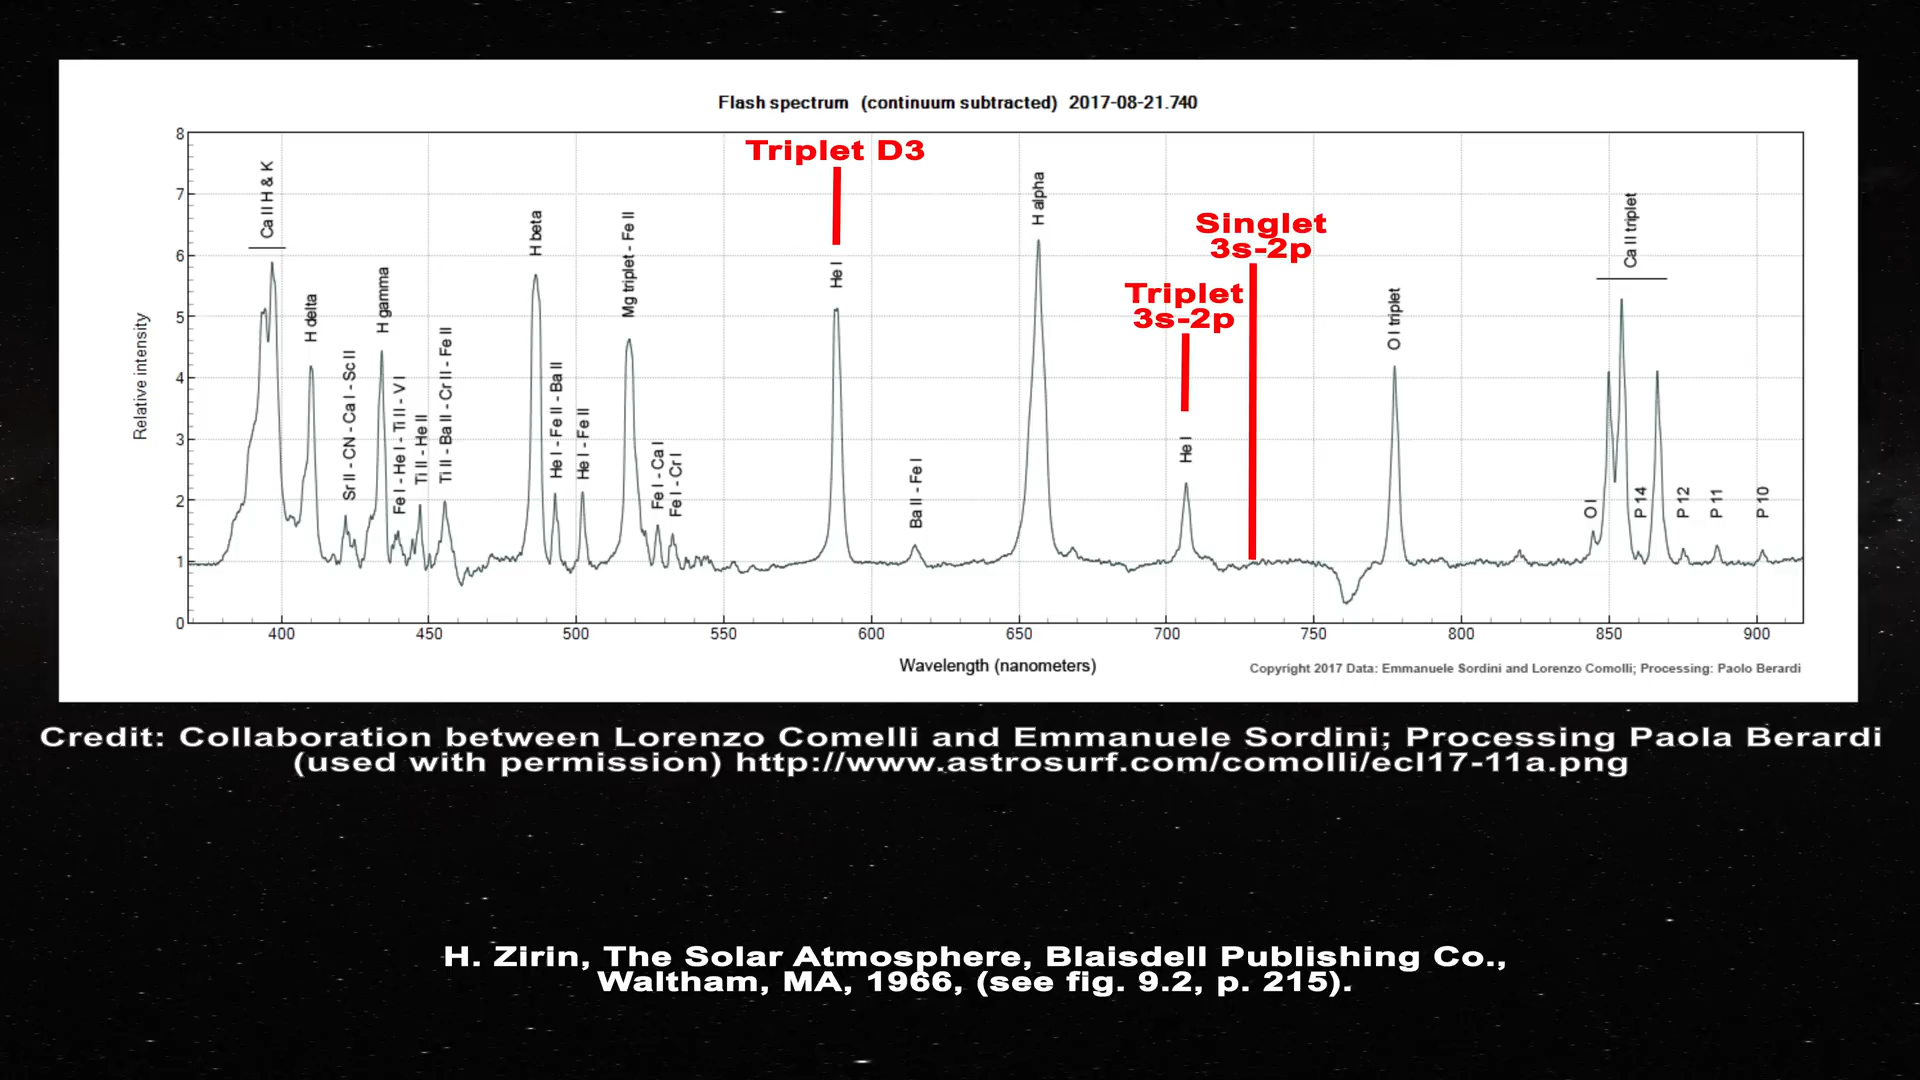 Flash spectrum (continuum subtracted) 2017-08-21.740
Triplet D3
Singlet
3s-2p
Triplet
3s-2p
Ca II H & K
H delta
Sr II - CN - Ca I - Sc II
H gamma
Fe I - He I - Ti II - V I
Ti II - He II
Ti II - Ba II - Cr II - Fe II
H beta
He I - Fe II - Ba II
He I - Fe II
Mg triplet - Fe II
Fe I - Ca I
Fe I - Cr I
He I
Ba II - Fe I
H alpha
He I
O I triplet
O I
Ca II triplet
P 14
P 12
P 11
P 10
Relative intensity
8
7
6
5
4
3
2
1
0
400 450 500 550 600 650 700 750 800 850 900
Wavelength (nanometers)
Copyright 2017 Data: Emmanuele Sordini and Lorenzo Comolli; Processing: Paolo Berardi
Credit: Collaboration between Lorenzo Comelli and Emmanuele Sordini; Processing Paola Berardi
(used with permission) http://www.astrosurf.com/comolli/ecl17-11a.png
H. Zirin, The Solar Atmosphere, Blaisdell Publishing Co.,
Waltham, MA, 1966, (see fig. 9.2, p. 215).